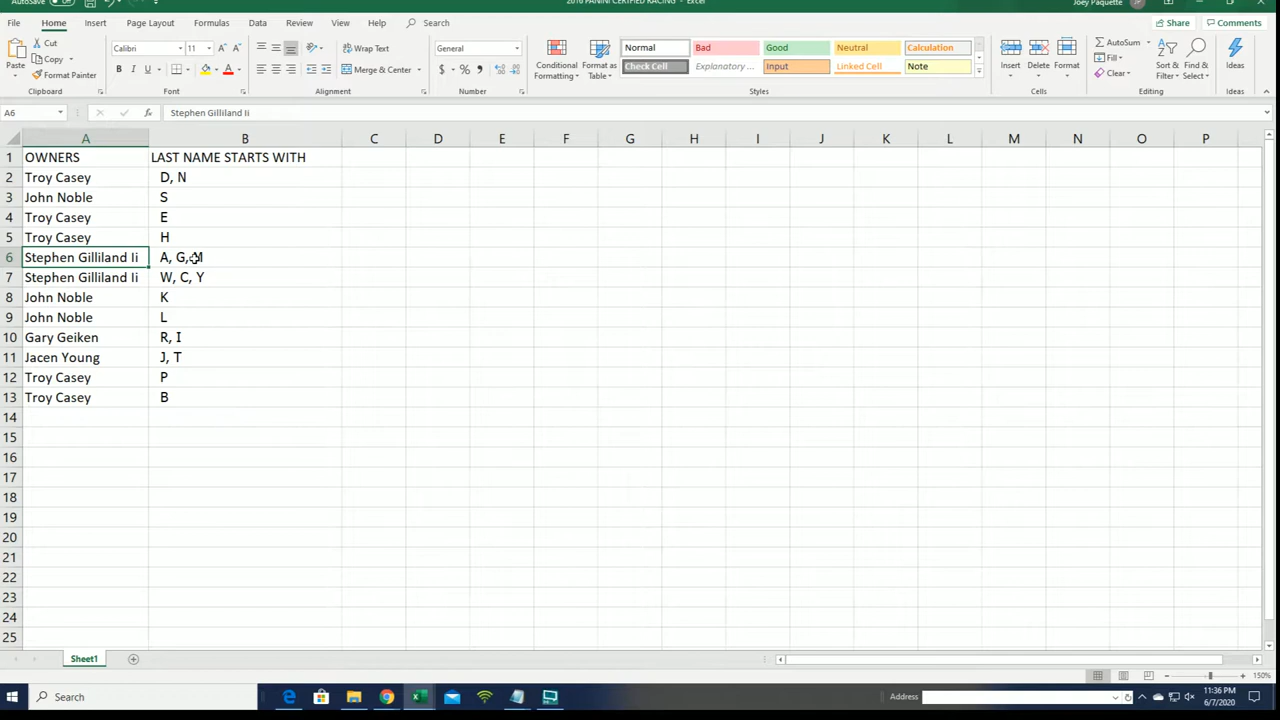 AutoSave Off 2016 PANINI CERTIFIED RACING - Excel Joey Paquette JP
File Home Insert Page Layout Formulas Data Review View Help Search Share Comments
Paste Cut Copy Format Painter
Clipboard
Calibri 11
B I U A
Font
Wrap Text
Merge & Center
Alignment
General
$ % ,
Number
Conditional Formatting Format as Table
Normal Bad Good Neutral Calculation
Check Cell Explanatory ... Input Linked Cell Note
Styles
Insert Delete Format
Cells
AutoSum Fill Clear
Sort & Filter Find & Select
Editing
Ideas
Ideas
A6 fx Stephen Gilliland Ii
A B C D E F G H I J K L M N O P
1 OWNERS LAST NAME STARTS WITH
2 Troy Casey D, N
3 John Noble S
4 Troy Casey E
5 Troy Casey H
6 Stephen Gilliland Ii A, G, M
7 Stephen Gilliland Ii W, C, Y
8 John Noble K
9 John Noble L
10 Gary Geiken R, I
11 Jacen Young J, T
12 Troy Casey P
13 Troy Casey B
14
15
16
17
18
19
20
21
22
23
24
25
Sheet1
150%
Search Address 11:36 PM
6/7/2020